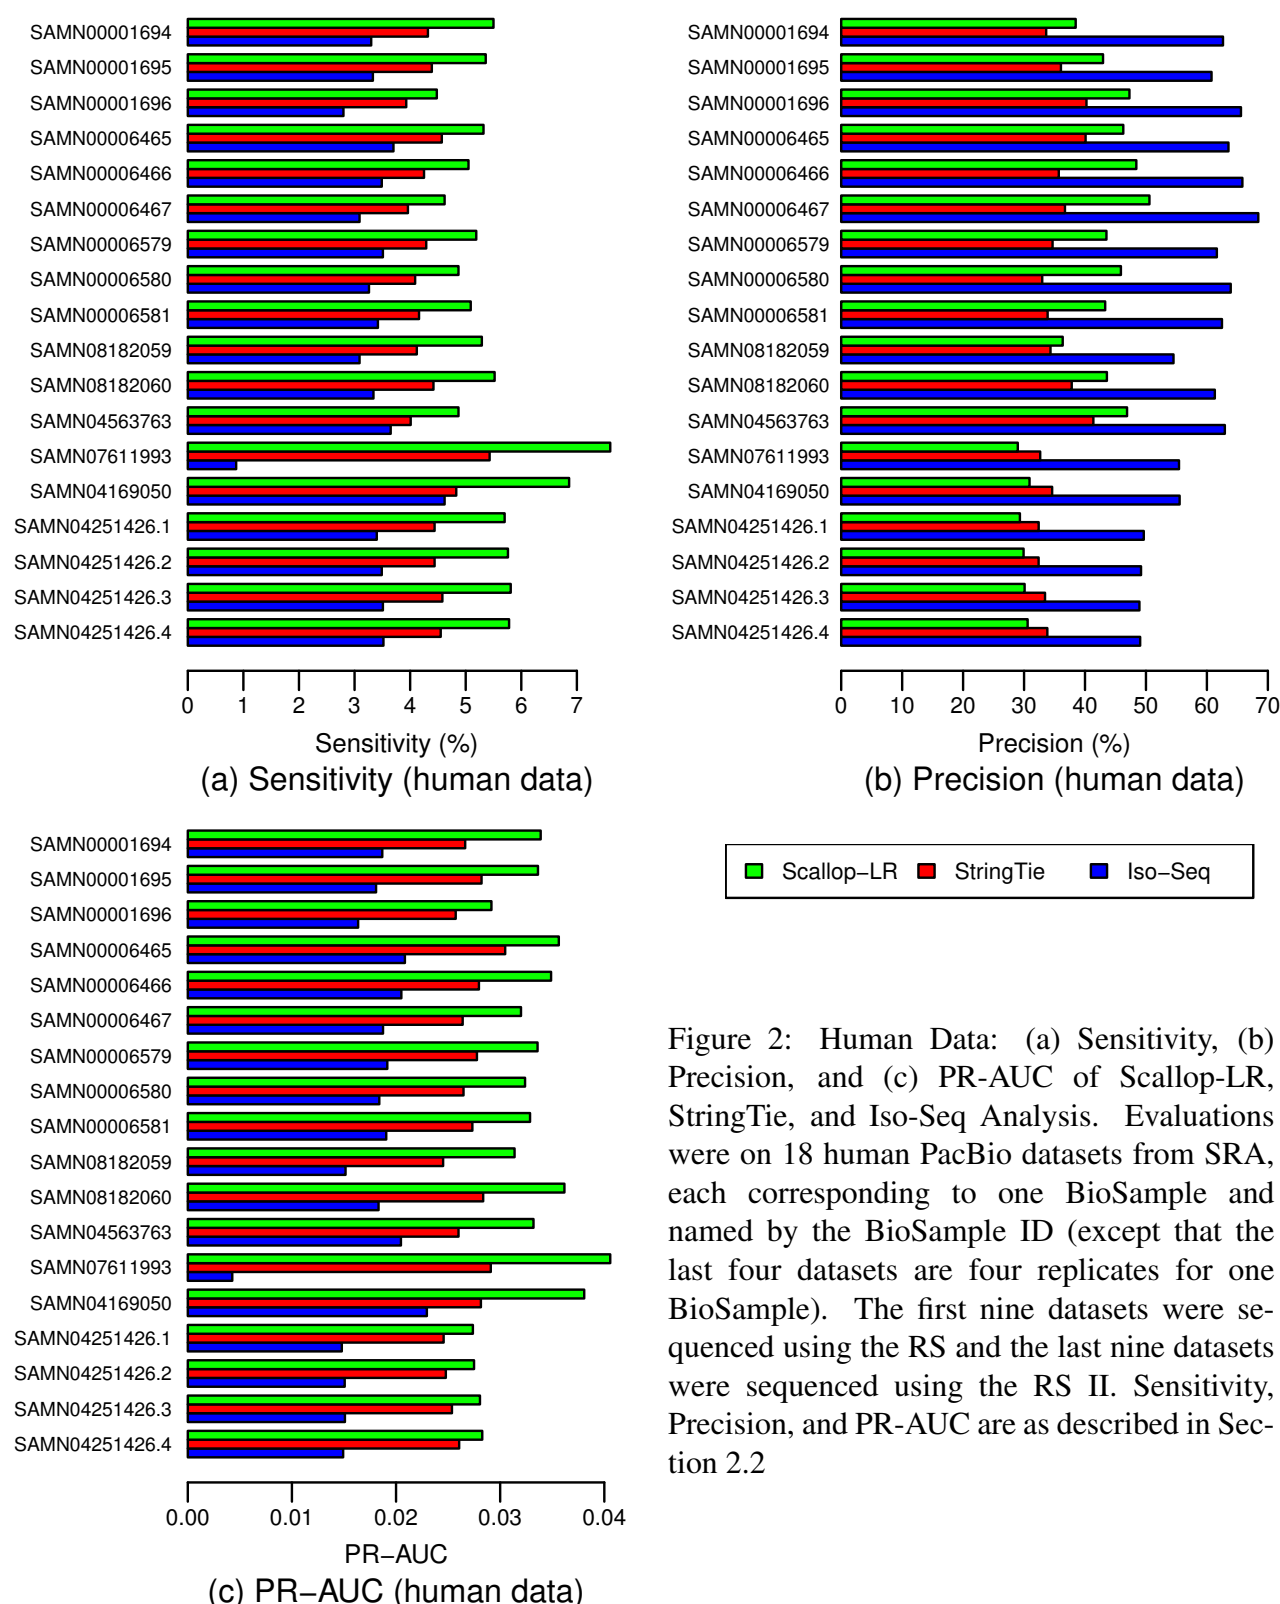 SAMN00001694
SAMN00001695
SAMN00001696
SAMN00006465
SAMN00006466
SAMN00006467
SAMN00006579
SAMN00006580
SAMN00006581
SAMN08182059
SAMN08182060
SAMN04563763
SAMN07611993
SAMN04169050
SAMN04251426.1
SAMN04251426.2
SAMN04251426.3
SAMN04251426.4
0 1 2 3 4 5 6 7
Sensitivity (%)
(a) Sensitivity (human data)
SAMN00001694
SAMN00001695
SAMN00001696
SAMN00006465
SAMN00006466
SAMN00006467
SAMN00006579
SAMN00006580
SAMN00006581
SAMN08182059
SAMN08182060
SAMN04563763
SAMN07611993
SAMN04169050
SAMN04251426.1
SAMN04251426.2
SAMN04251426.3
SAMN04251426.4
0 10 20 30 40 50 60 70
Precision (%)
(b) Precision (human data)
SAMN00001694
SAMN00001695
SAMN00001696
SAMN00006465
SAMN00006466
SAMN00006467
SAMN00006579
SAMN00006580
SAMN00006581
SAMN08182059
SAMN08182060
SAMN04563763
SAMN07611993
SAMN04169050
SAMN04251426.1
SAMN04251426.2
SAMN04251426.3
SAMN04251426.4
0.00 0.01 0.02 0.03 0.04
PR−AUC
(c) PR−AUC (human data)
Scallop−LR StringTie Iso−Seq
Figure 2: Human Data: (a) Sensitivity, (b)
Precision, and (c) PR-AUC of Scallop-LR,
StringTie, and Iso-Seq Analysis. Evaluations
were on 18 human PacBio datasets from SRA,
each corresponding to one BioSample and
named by the BioSample ID (except that the
last four datasets are four replicates for one
BioSample). The first nine datasets were se-
quenced using the RS and the last nine datasets
were sequenced using the RS II. Sensitivity,
Precision, and PR-AUC are as described in Sec-
tion 2.2